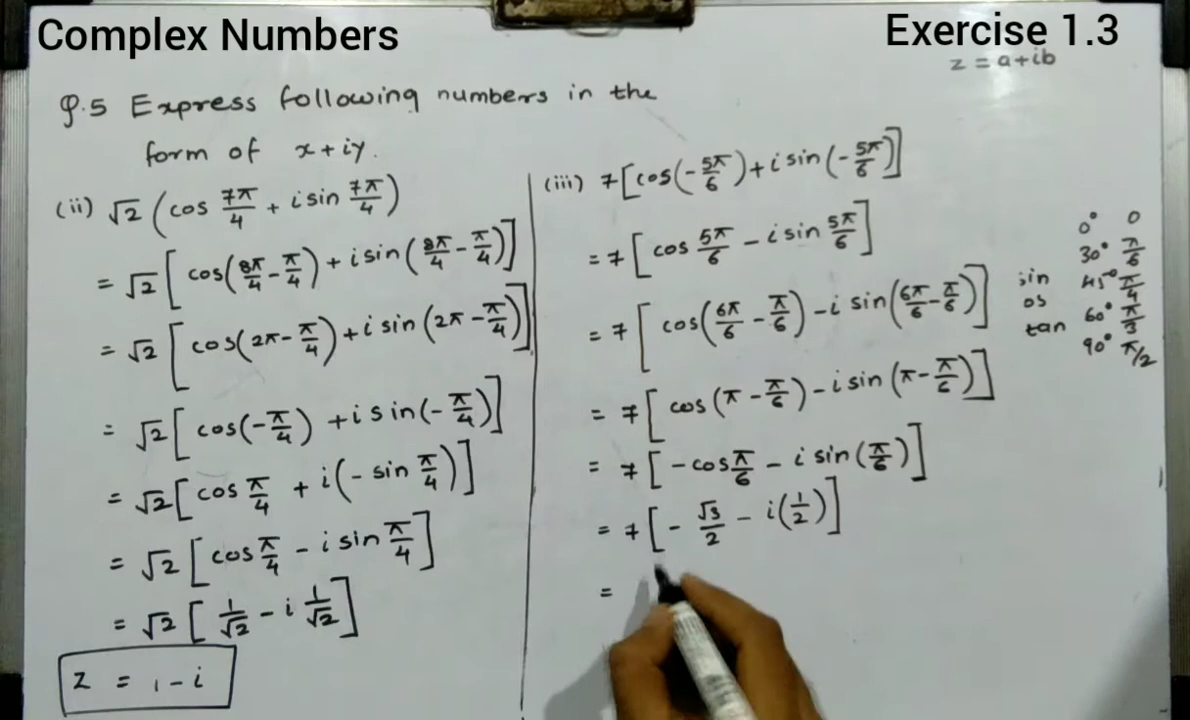 Complex Numbers
Exercise 1.3
z = a+ib
Q.5 Express following numbers in the
form of x+iy.
(ii) √2 (cos 7π/4 + i sin 7π/4)
= √2 [cos(8π/4 - π/4) + i sin (8π/4 - π/4)]
= √2 [cos(2π - π/4) + i sin (2π - π/4)]
= √2 [cos(-π/4) + i sin(-π/4)]
= √2 [cos π/4 + i(- sin π/4)]
= √2 [cos π/4 - i sin π/4]
= √2 [1/√2 - i 1/√2]
z = 1 - i
(iii) 7[cos(-5π/6) + i sin(-5π/6)]
= 7 [cos 5π/6 - i sin 5π/6]
= 7 [cos(6π/6 - π/6) - i sin(6π/6 - π/6)]
= 7 [cos (π - π/6) - i sin (π - π/6)]
= 7 [-cos π/6 - i sin(π/6)]
= 7 [- √3/2 - i(1/2)]
=
sin
os
tan
0° 0
30° π/6
45° π/4
60° π/3
90° π/2